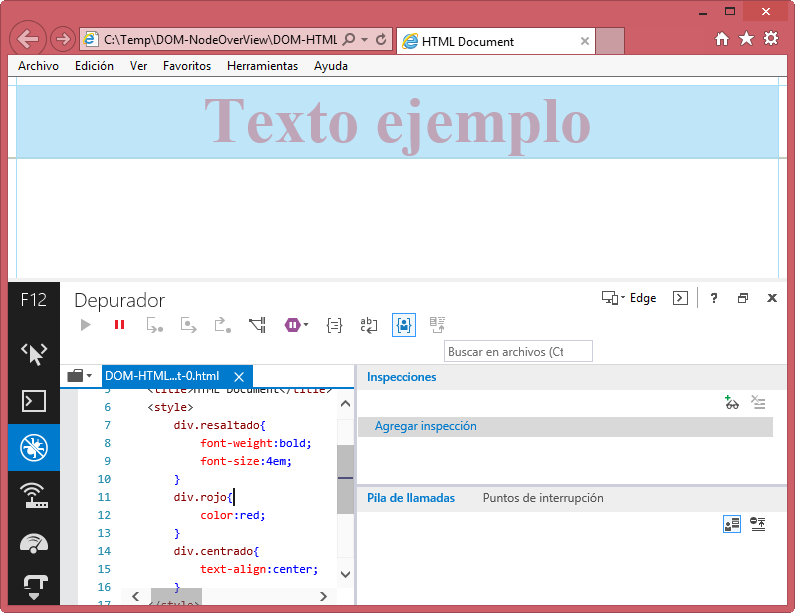 C:\Temp\DOM-NodeOverView\DOM-HTML
HTML Document
Archivo Edición Ver Favoritos Herramientas Ayuda
Texto ejemplo
F12 Depurador
Edge
?
Buscar en archivos (Ct
DOM-HTML...t-0.html
Inspecciones
Agregar inspección
5 <title>HTML Document</title>
6 <style>
7 div.resaltado{
8 font-weight:bold;
9 font-size:4em;
10 }
11 div.rojo{
12 color:red;
13 }
14 div.centrado{
15 text-align:center;
16 }
17 </style>
Pila de llamadas Puntos de interrupción